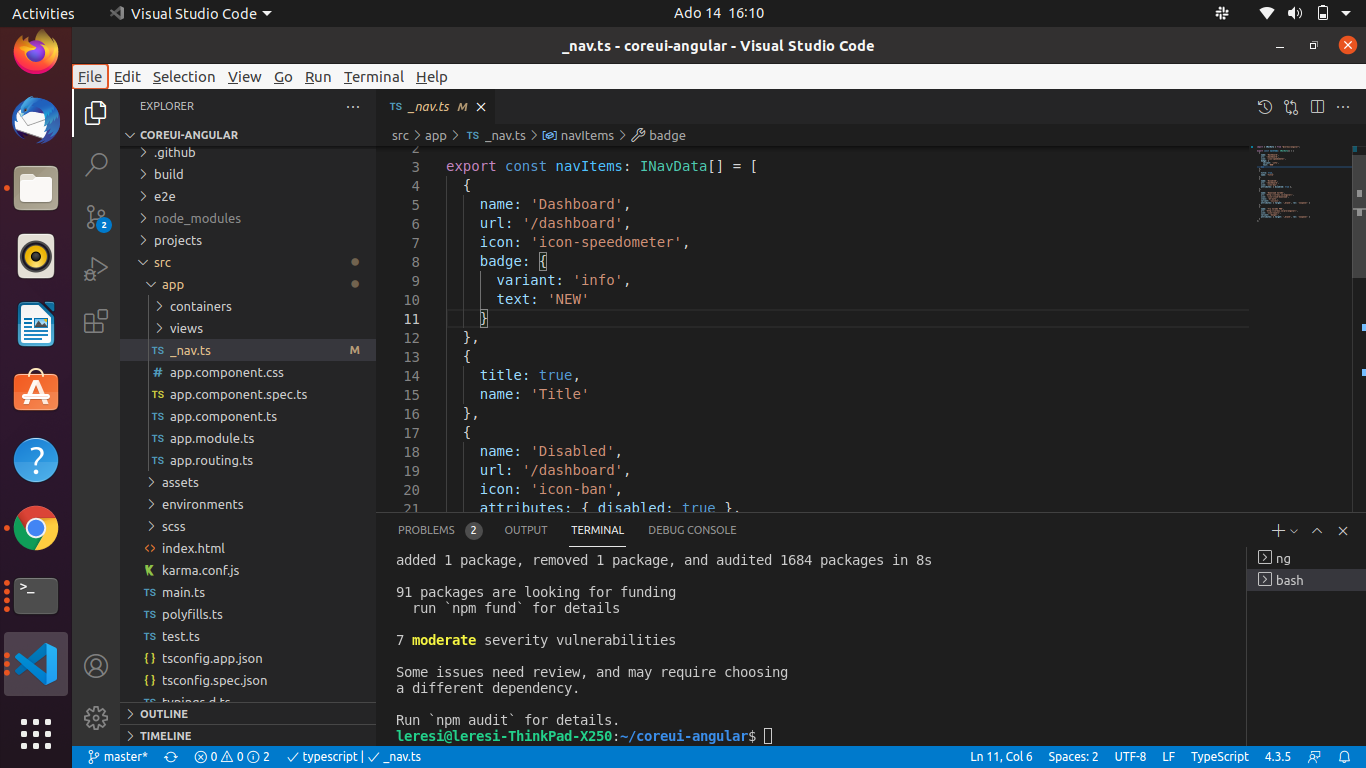 Activities
Visual Studio Code
Ado 14 16:10
_nav.ts - coreui-angular - Visual Studio Code
File Edit Selection View Go Run Terminal Help
EXPLORER
COREUI-ANGULAR
.github
build
e2e
node_modules
projects
src
app
containers
views
TS _nav.ts M
# app.component.css
TS app.component.spec.ts
TS app.component.ts
TS app.module.ts
TS app.routing.ts
assets
environments
scss
<> index.html
karma.conf.js
TS main.ts
TS polyfills.ts
TS test.ts
{} tsconfig.app.json
{} tsconfig.spec.json
TS typings.d.ts
OUTLINE
TIMELINE
2
TS _nav.ts M
src > app > TS _nav.ts > navItems > badge
2
3 export const navItems: INavData[] = [
4 {
5 name: 'Dashboard',
6 url: '/dashboard',
7 icon: 'icon-speedometer',
8 badge: {
9 variant: 'info',
10 text: 'NEW'
11 }
12 },
13 {
14 title: true,
15 name: 'Title'
16 },
17 {
18 name: 'Disabled',
19 url: '/dashboard',
20 icon: 'icon-ban',
21 attributes: { disabled: true },
PROBLEMS 2 OUTPUT TERMINAL DEBUG CONSOLE
added 1 package, removed 1 package, and audited 1684 packages in 8s
91 packages are looking for funding
run `npm fund` for details
7 moderate severity vulnerabilities
Some issues need review, and may require choosing
a different dependency.
Run `npm audit` for details.
leresi@leresi-ThinkPad-X250:~/coreui-angular$
ng
bash
master* 0 0 2 typescript | _nav.ts
Ln 11, Col 6 Spaces: 2 UTF-8 LF TypeScript 4.3.5